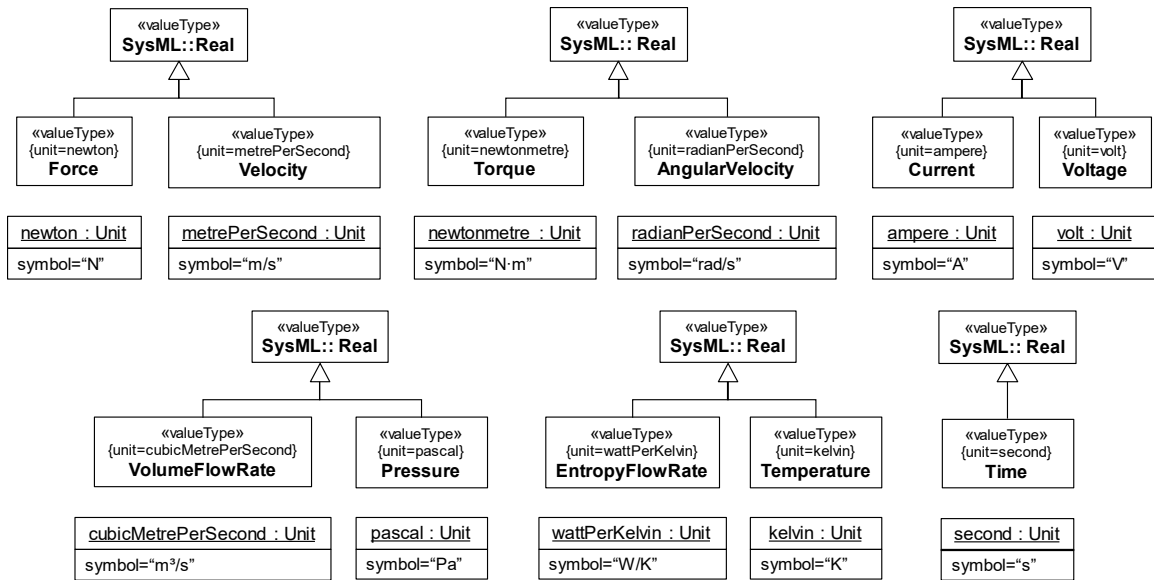 «valueType»
SysML::Real
«valueType»
{unit=newton}
Force
«valueType»
{unit=metrePerSecond}
Velocity
newton : Unit
symbol=“N”
metrePerSecond : Unit
symbol=“m/s”
«valueType»
SysML:: Real
«valueType»
{unit=newtonmetre}
Torque
«valueType»
{unit=radianPerSecond}
AngularVelocity
newtonmetre : Unit
symbol=“N·m”
radianPerSecond : Unit
symbol=“rad/s”
«valueType»
SysML:: Real
«valueType»
{unit=ampere}
Current
«valueType»
{unit=volt}
Voltage
ampere : Unit
symbol=“A”
volt : Unit
symbol=“V”
«valueType»
SysML:: Real
«valueType»
{unit=cubicMetrePerSecond}
VolumeFlowRate
«valueType»
{unit=pascal}
Pressure
cubicMetrePerSecond : Unit
symbol=“m³/s”
pascal : Unit
symbol=“Pa”
«valueType»
SysML:: Real
«valueType»
{unit=wattPerKelvin}
EntropyFlowRate
«valueType»
{unit=kelvin}
Temperature
wattPerKelvin : Unit
symbol=“W/K”
kelvin : Unit
symbol=“K”
«valueType»
SysML:: Real
«valueType»
{unit=second}
Time
second : Unit
symbol=“s”